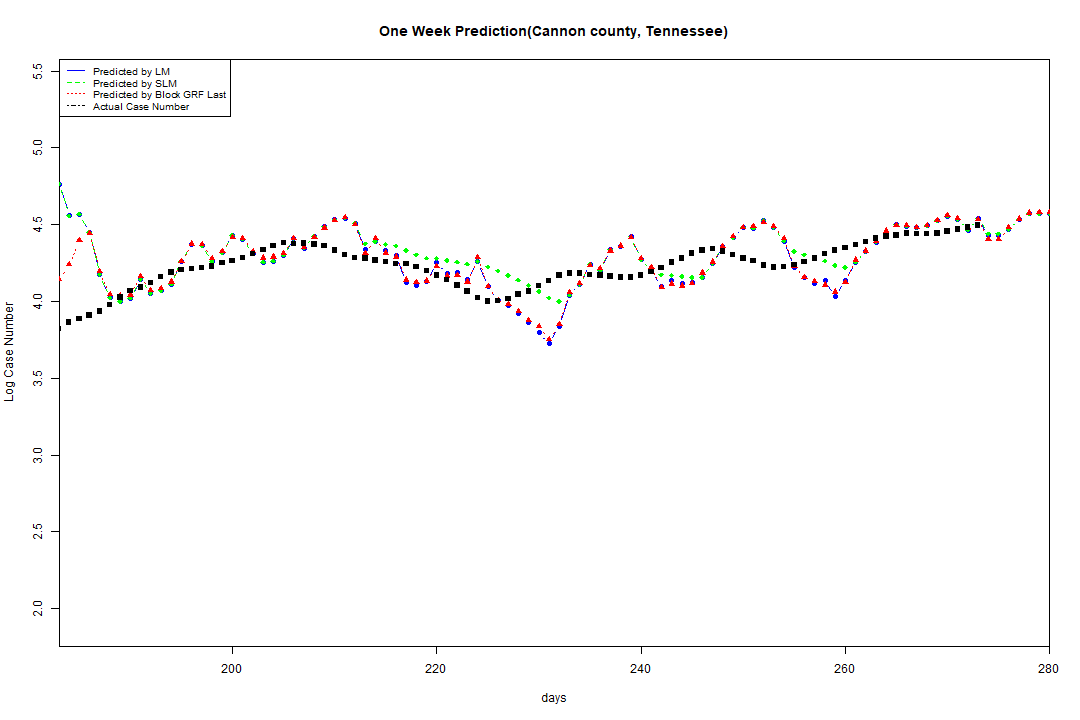 One Week Prediction(Cannon county, Tennessee)
Predicted by LM
Predicted by SLM
Predicted by Block GRF Last
Actual Case Number
5.5
5.0
4.5
4.0
3.5
3.0
2.5
2.0
Log Case Number
200 220 240 260 280
days